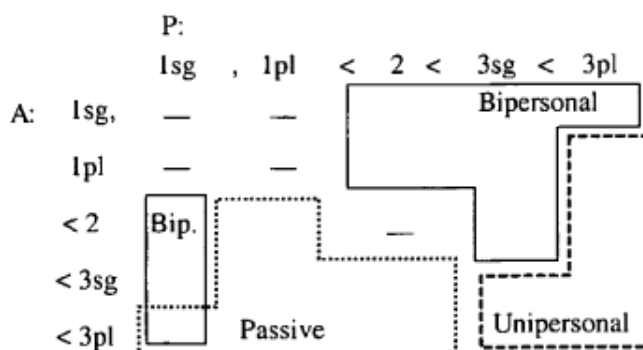 P:
1sg , 1pl < 2 < 3sg < 3pl
A: 1sg, — — Bipersonal
1pl — —
< 2 Bip. —
< 3sg
< 3pl Passive Unipersonal